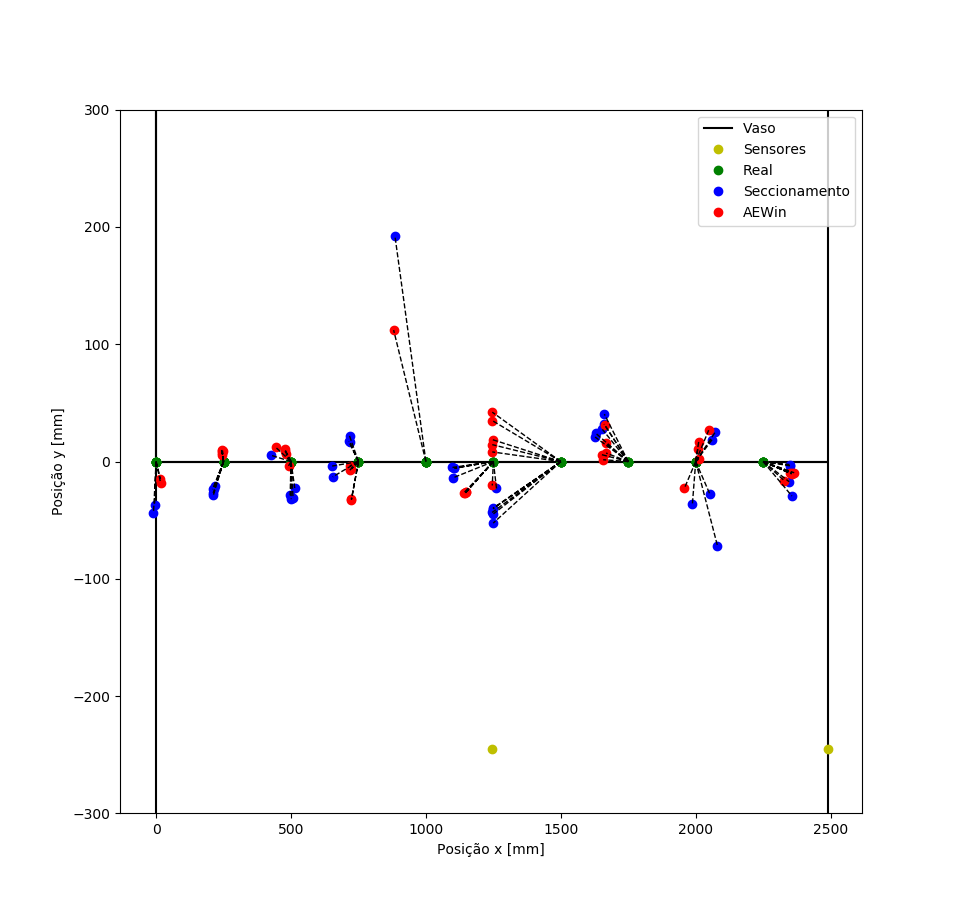 300
200
100
0
−100
−200
−300
Posição y [mm]
Vaso
Sensores
Real
Seccionamento
AEWin
0 500 1000 1500 2000 2500
Posição x [mm]